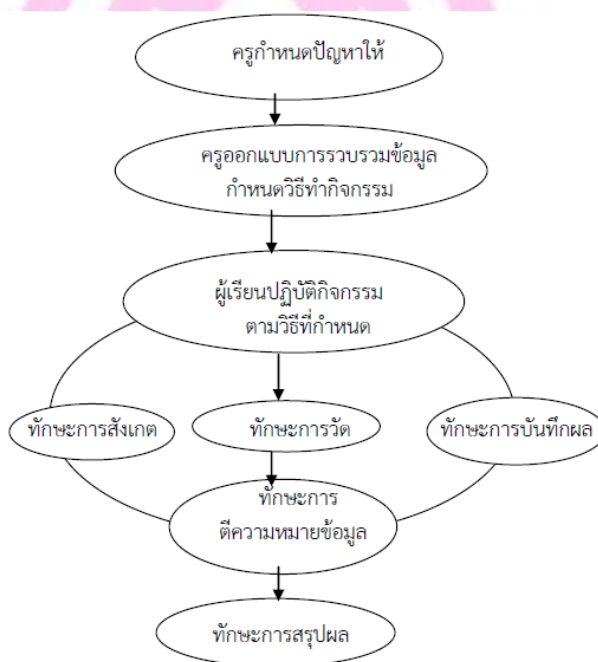 ครูกำหนดปัญหาให้
ครูออกแบบการรวบรวมข้อมูล
กำหนดวิธีทำกิจกรรม
ผู้เรียนปฏิบัติกิจกรรม
ตามวิธีที่กำหนด
ทักษะการสังเกต
ทักษะการวัด
ทักษะการบันทึกผล
ทักษะการ
ตีความหมายข้อมูล
ทักษะการสรุปผล